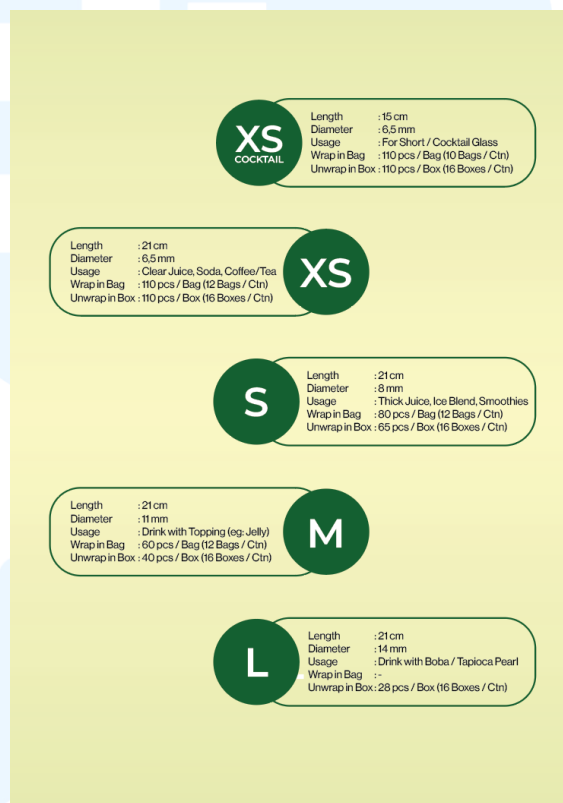 XS
COCKTAIL
Length : 15 cm
Diameter : 6,5 mm
Usage : For Short / Cocktail Glass
Wrap in Bag : 110 pcs / Bag (10 Bags / Ctn)
Unwrap in Box : 110 pcs / Box (16 Boxes / Ctn)
Length : 21 cm
Diameter : 6,5 mm
Usage : Clear Juice, Soda, Coffee/Tea
Wrap in Bag : 110 pcs / Bag (12 Bags / Ctn)
Unwrap in Box : 110 pcs / Box (16 Boxes / Ctn)
XS
S
Length : 21 cm
Diameter : 8 mm
Usage : Thick Juice, Ice Blend, Smoothies
Wrap in Bag : 80 pcs / Bag (12 Bags / Ctn)
Unwrap in Box : 65 pcs / Box (16 Boxes / Ctn)
Length : 21 cm
Diameter : 11 mm
Usage : Drink with Topping (eg: Jelly)
Wrap in Bag : 60 pcs / Bag (12 Bags / Ctn)
Unwrap in Box : 40 pcs / Box (16 Boxes / Ctn)
M
L
Length : 21 cm
Diameter : 14 mm
Usage : Drink with Boba / Tapioca Pearl
Wrap in Bag : -
Unwrap in Box : 28 pcs / Box (16 Boxes / Ctn)